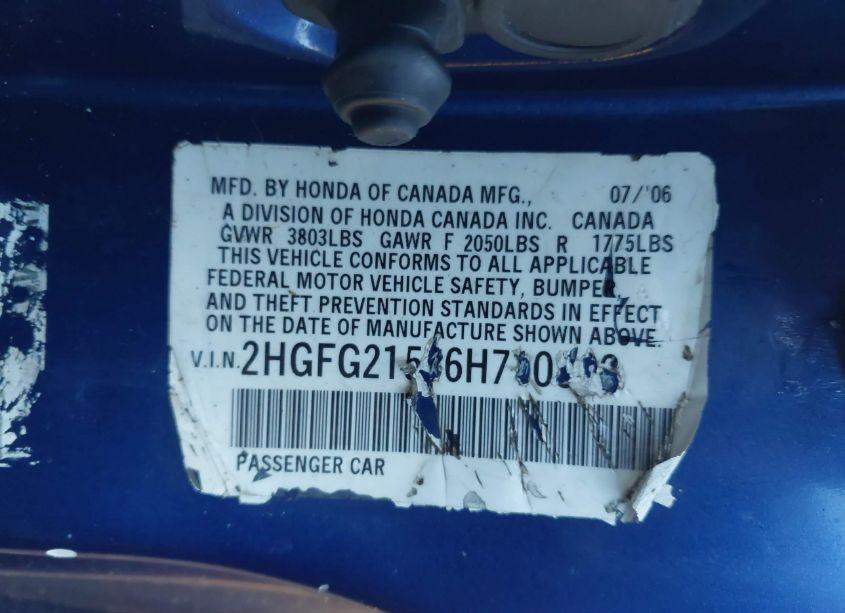 MFD. BY HONDA OF CANADA MFG., 07/'06
A DIVISION OF HONDA CANADA INC. CANADA
GVWR 3803LBS GAWR F 2050LBS R 1775LBS
THIS VEHICLE CONFORMS TO ALL APPLICABLE
FEDERAL MOTOR VEHICLE SAFETY, BUMPER,
AND THEFT PREVENTION STANDARDS IN EFFECT
ON THE DATE OF MANUFACTURE SHOWN ABOVE.
V.I.N.
PASSENGER CAR